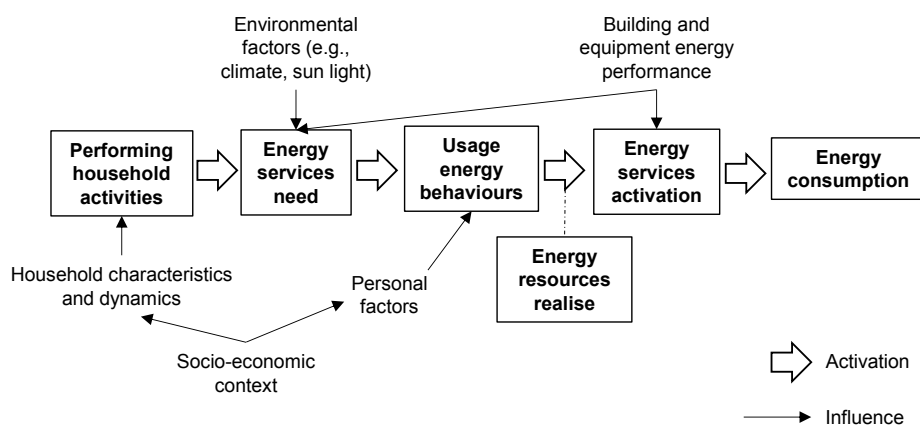 Environmental
factors (e.g.,
climate, sun light)
Building and
equipment energy
performance
Performing
household
activities
Energy
services
need
Usage
energy
behaviours
Energy
services
activation
Energy
consumption
Energy
resources
realise
Household characteristics
and dynamics
Personal
factors
Socio-economic
context
Activation
Influence